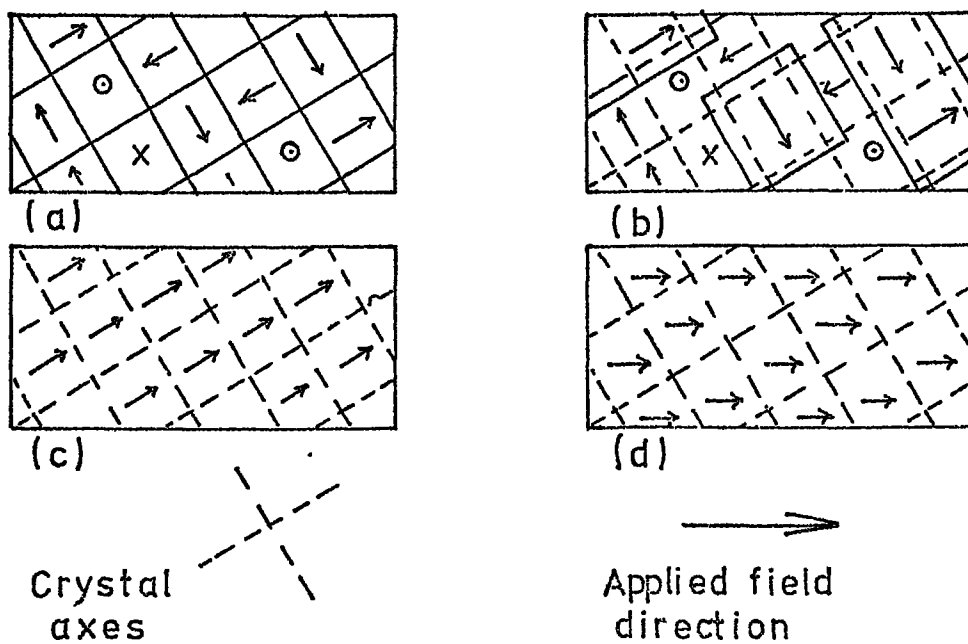 (a)
(b)
(c)
(d)
Crystal
axes
Applied field
direction